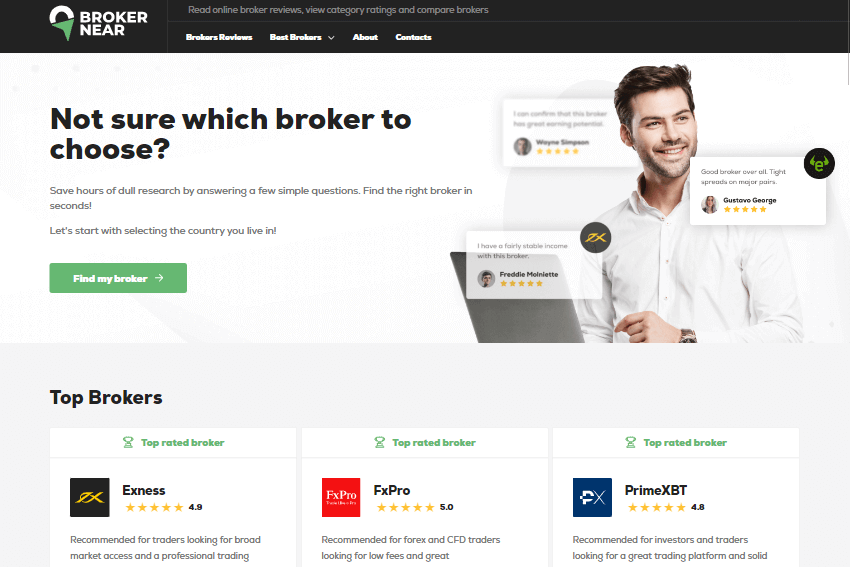 BROKER
NEAR
Read online broker reviews, view category ratings and compare brokers
Brokers Reviews Best Brokers About Contacts
Not sure which broker to
choose?
Save hours of dull research by answering a few simple questions. Find the right broker in
seconds!
Let's start with selecting the country you live in!
Find my broker
I can confirm that this broker
has great earning potential.
Wayne Simpson
Good broker over all. Tight
spreads on major pairs.
Gustavo George
I have a fairly stable income
with this broker.
Freddie Moiniette
Top Brokers
Top rated broker
Exness
4.9
Recommended for traders looking for broad
market access and a professional trading
Top rated broker
FxPro
FxPro
5.0
Recommended for forex and CFD traders
looking for low fees and great
Top rated broker
PX
PrimeXBT
4.8
Recommended for investors and traders
looking for a great trading platform and solid